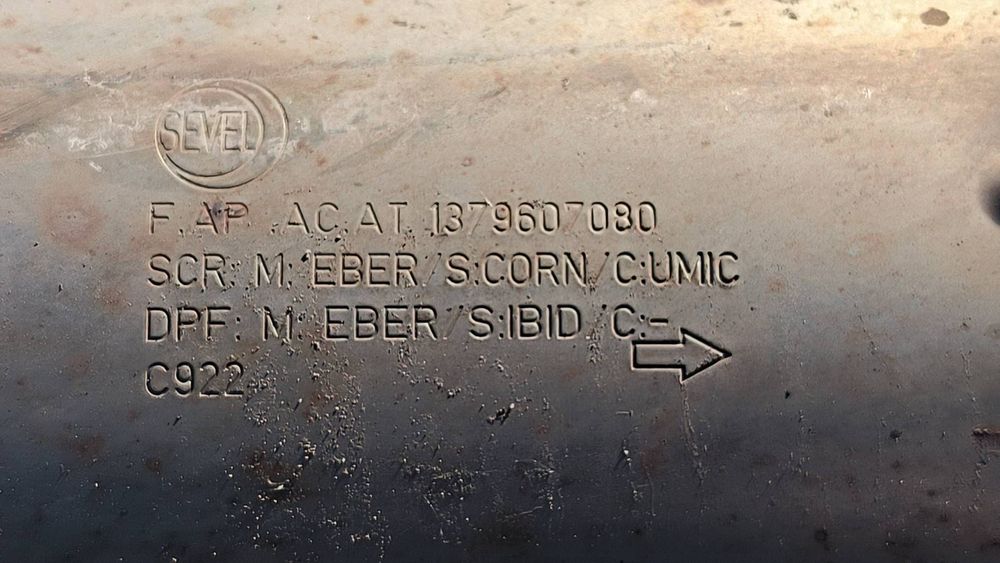 SEVEL
F.AP .AC.AT 1379607080
SCR: M: EBER/S:CORN/C:UMIC
DPF: M: EBER/S:IBID/C:-
C922